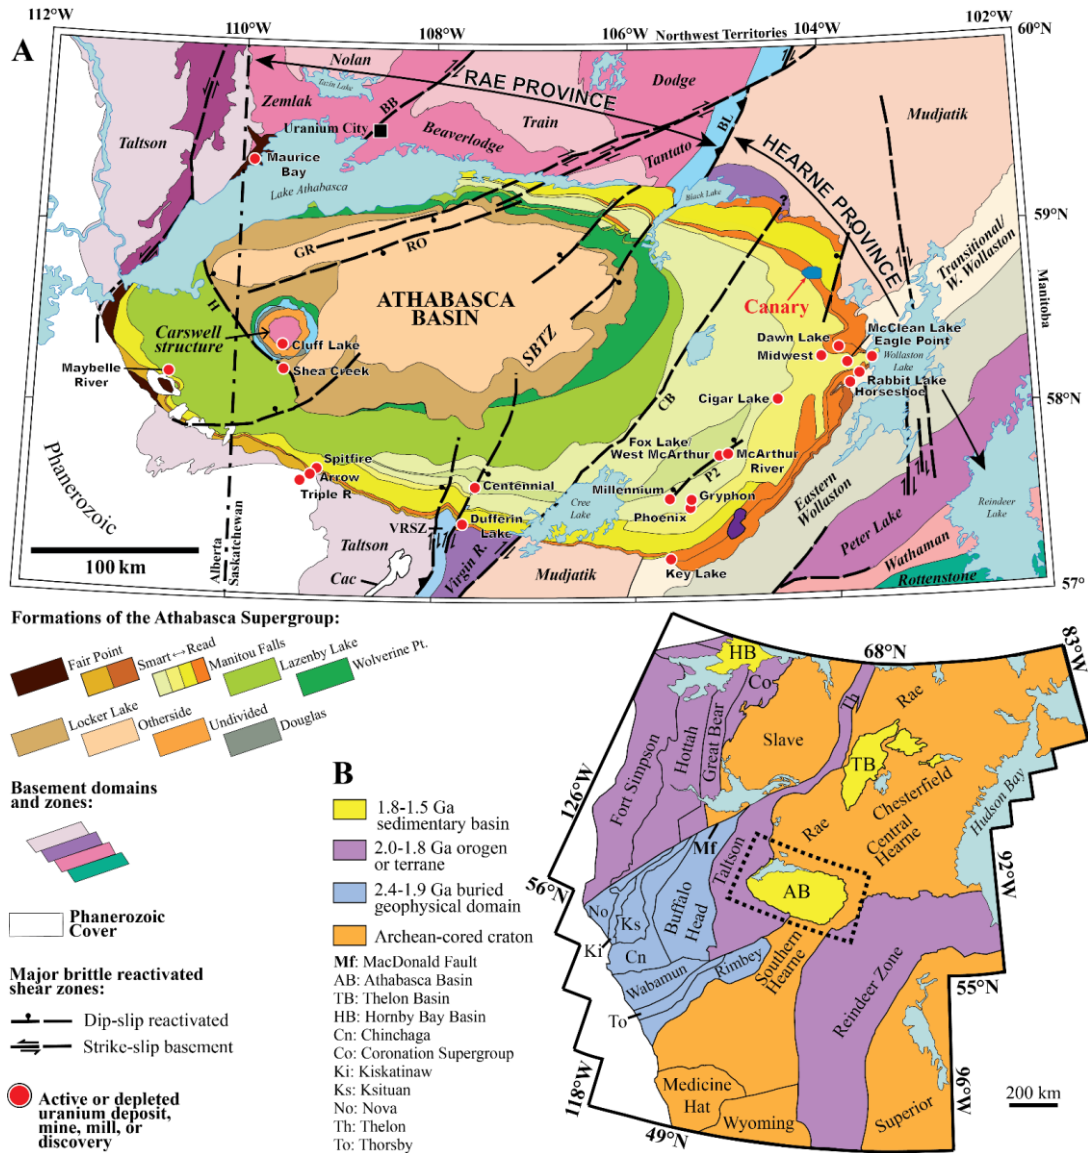 112°W
110°W
108°W
106°W
Northwest Territories
104°W
102°W
60°N
A
Nolan
RAE PROVINCE
Dodge
Zemlak
BB
Train
BL
Mudjatik
Uranium City
Beaverlodge
Taltson
Tantato
HEARNE PROVINCE
Maurice
Bay
Lake Athabasca
Black Lake
?
59°N
GR
RO
Transitional/
W. Wollaston
Manitoba
H
ATHABASCA
BASIN
Canary
Carswell
structure
SBTZ
Cluff Lake
Shea Creek
Maybelle
River
Dawn Lake
Midwest
McClean Lake
Eagle Point
Wollaston
Lake
Rabbit Lake
Horseshoe
CB
Cigar Lake
58°N
Phanerozoic
Fox Lake/
West McArthur
McArthur
River
P2
Spitfire
Arrow
Triple R
Centennial
Millennium
Gryphon
Phoenix
Eastern
Wollaston
Reindeer
Lake
Cree
Lake
Dufferin
Lake
VRSZ
Peter Lake
100 km
Alberta
Saskatchewan
Taltson
Cac
Virgin R.
Mudjatik
Key Lake
Wathaman
Rottenstone
57°
Formations of the Athabasca Supergroup:
Fair Point
Smart↔Read
Manitou Falls
Lazenby Lake
Wolverine Pt.
Locker Lake
Otherside
Undivided
Douglas
Basement domains
and zones:
Phanerozoic
Cover
Major brittle reactivated
shear zones:
Dip-slip reactivated
Strike-slip basement
Active or depleted
uranium deposit,
mine, mill, or
discovery
B
1.8-1.5 Ga
sedimentary basin
2.0-1.8 Ga orogen
or terrane
2.4-1.9 Ga buried
geophysical domain
Archean-cored craton
Mf: MacDonald Fault
AB: Athabasca Basin
TB: Thelon Basin
HB: Hornby Bay Basin
Cn: Chinchaga
Co: Coronation Supergroup
Ki: Kiskatinaw
Ks: Ksituan
No: Nova
Th: Thelon
To: Thorsby
68°N
83°W
HB
Co
Th
Rae
Fort Simpson
Hottah
Great Bear
Slave
TB
126°W
Chesterfield
Hudson Bay
Rae
Central
Hearne
Mf
Taltson
92°W
56°N
AB
No
Ks
Buffalo
Head
Ki
Cn
Wabamun
Rimbey
Southern
Hearne
Reindeer Zone
55°N
To
118°W
Medicine
Hat
Wyoming
Superior
96°W
49°N
200 km